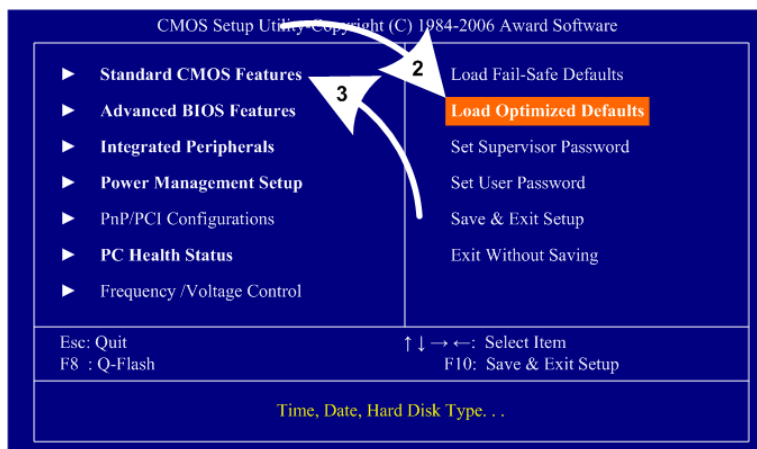 CMOS Setup Utility-Copyright (C) 1984-2006 Award Software
2
3
► Standard CMOS Features
► Advanced BIOS Features
► Integrated Peripherals
► Power Management Setup
► PnP/PCI Configurations
► PC Health Status
► Frequency /Voltage Control
Load Fail-Safe Defaults
Load Optimized Defaults
Set Supervisor Password
Set User Password
Save & Exit Setup
Exit Without Saving
Esc: Quit
F8 : Q-Flash
↑ ↓ → ←: Select Item
F10: Save & Exit Setup
Time, Date, Hard Disk Type. . .